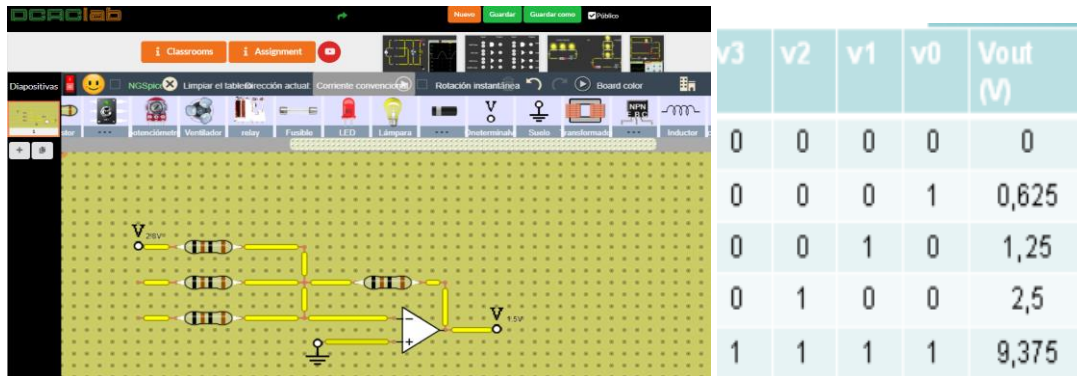 DCACLab
Nuevo Guardar Guardar como Público
i Classrooms i Assignment
Diapositivas NGSpice Limpiar el tablero Dirección actual: Corriente convencional Rotación instantánea Board color
Ventilador relay Fusible LED Lámpara Suelo Inductor
NPN
E B C
1
V
V 1.5V
v3 v2 v1 v0 Vout
(V)
0 0 0 0 0
0 0 0 1 0,625
0 0 1 0 1,25
0 1 0 0 2,5
1 1 1 1 9,375